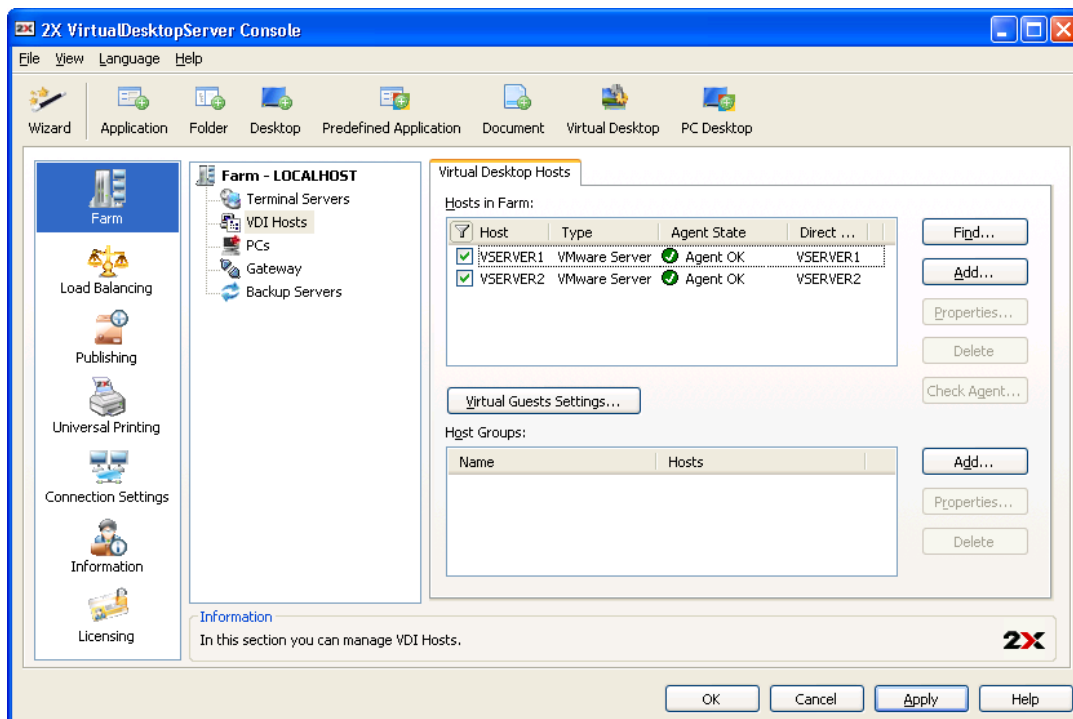 2X VirtualDesktopServer Console
File View Language Help
Wizard Application Folder Desktop Predefined Application Document Virtual Desktop PC Desktop
Farm
Load Balancing
Publishing
Universal Printing
Connection Settings
Information
Licensing
Farm - LOCALHOST
Terminal Servers
VDI Hosts
PCs
Gateway
Backup Servers
Virtual Desktop Hosts
Hosts in Farm:
Host Type Agent State Direct ...
VSERVER1 VMware Server Agent OK VSERVER1
VSERVER2 VMware Server Agent OK VSERVER2
Find...
Add...
Properties...
Delete
Check Agent...
Virtual Guests Settings...
Host Groups:
Name Hosts
Add...
Properties...
Delete
Information
In this section you can manage VDI Hosts.
2X
OK Cancel Apply Help